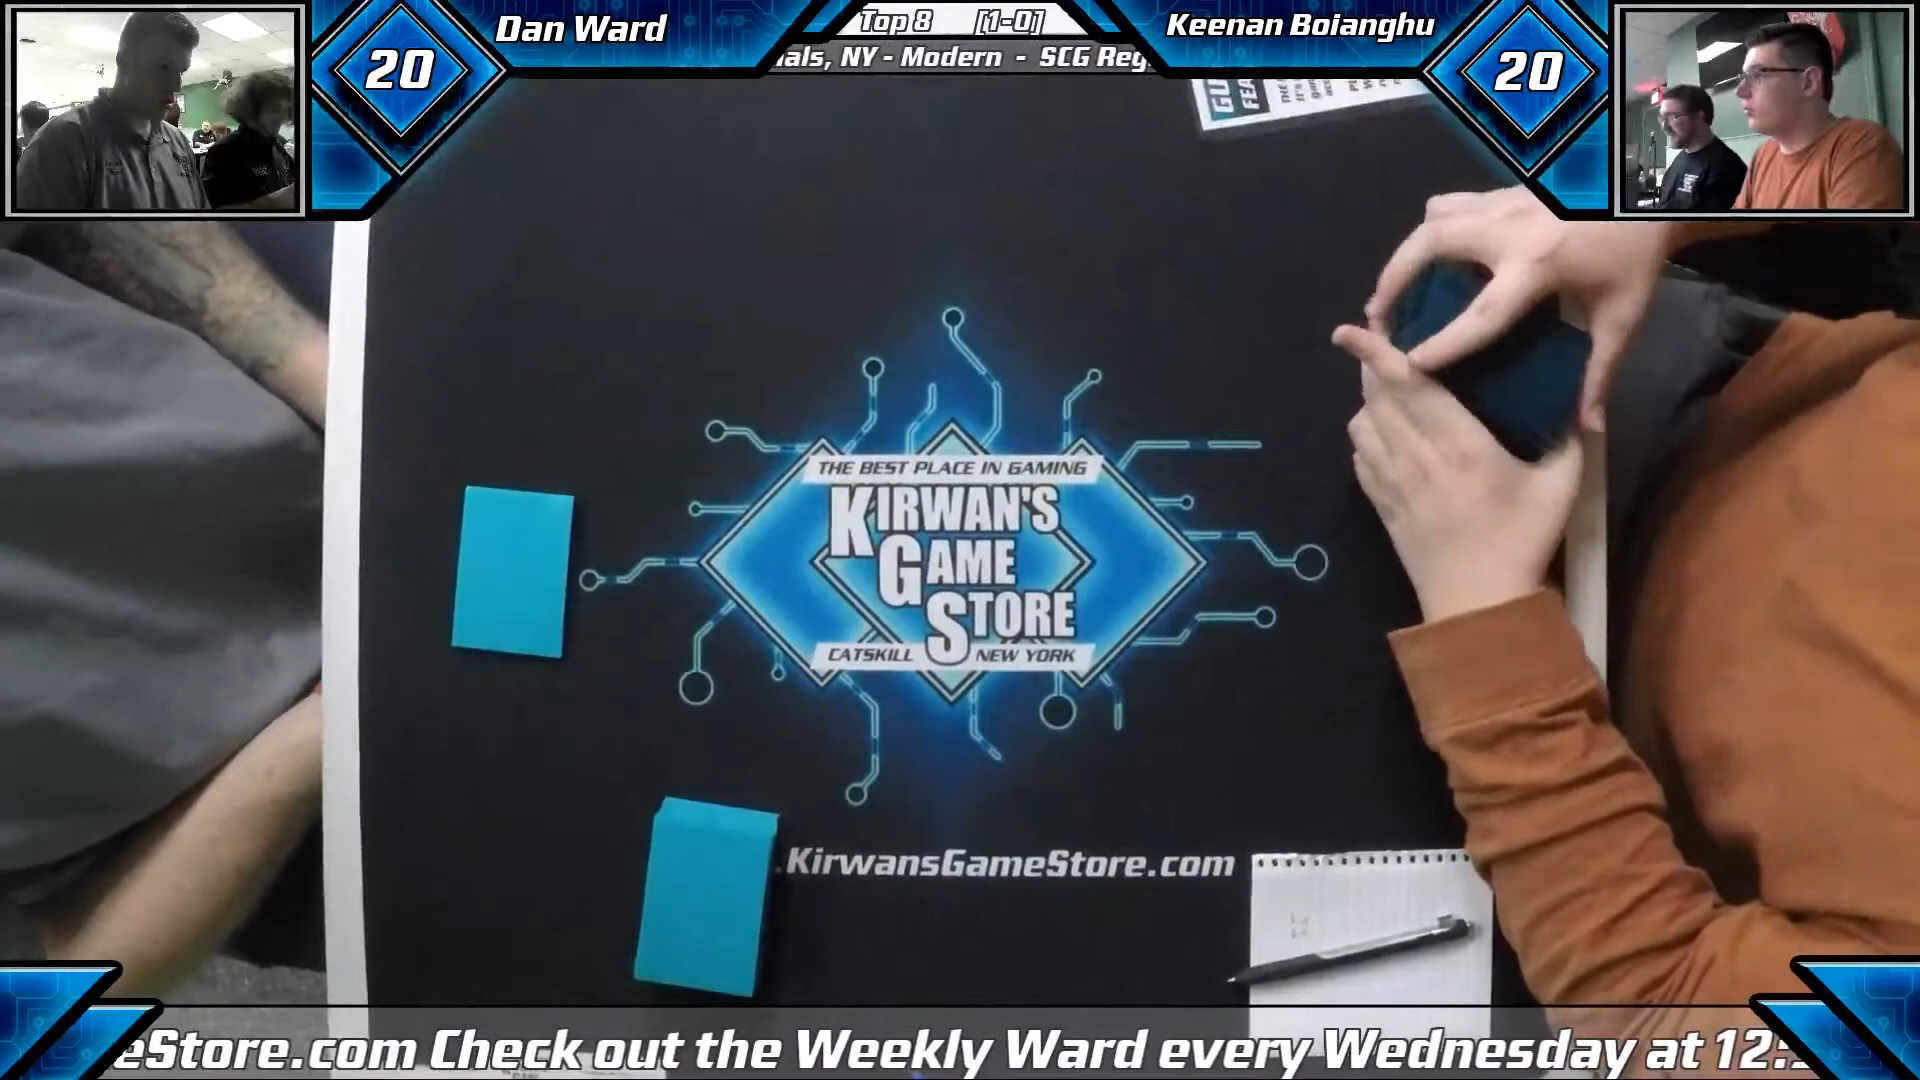 Dan Ward
20
Top 8 [1-0]
als, NY - Modern - SCG Reg
Keenan Boianghu
20
GU
FEA
THE BEST PLACE IN GAMING
KIRWAN'S
GAME
STORE
CATSKILL NEW YORK
.KirwansGameStore.com
eStore.com Check out the Weekly Ward every Wednesday at 12: